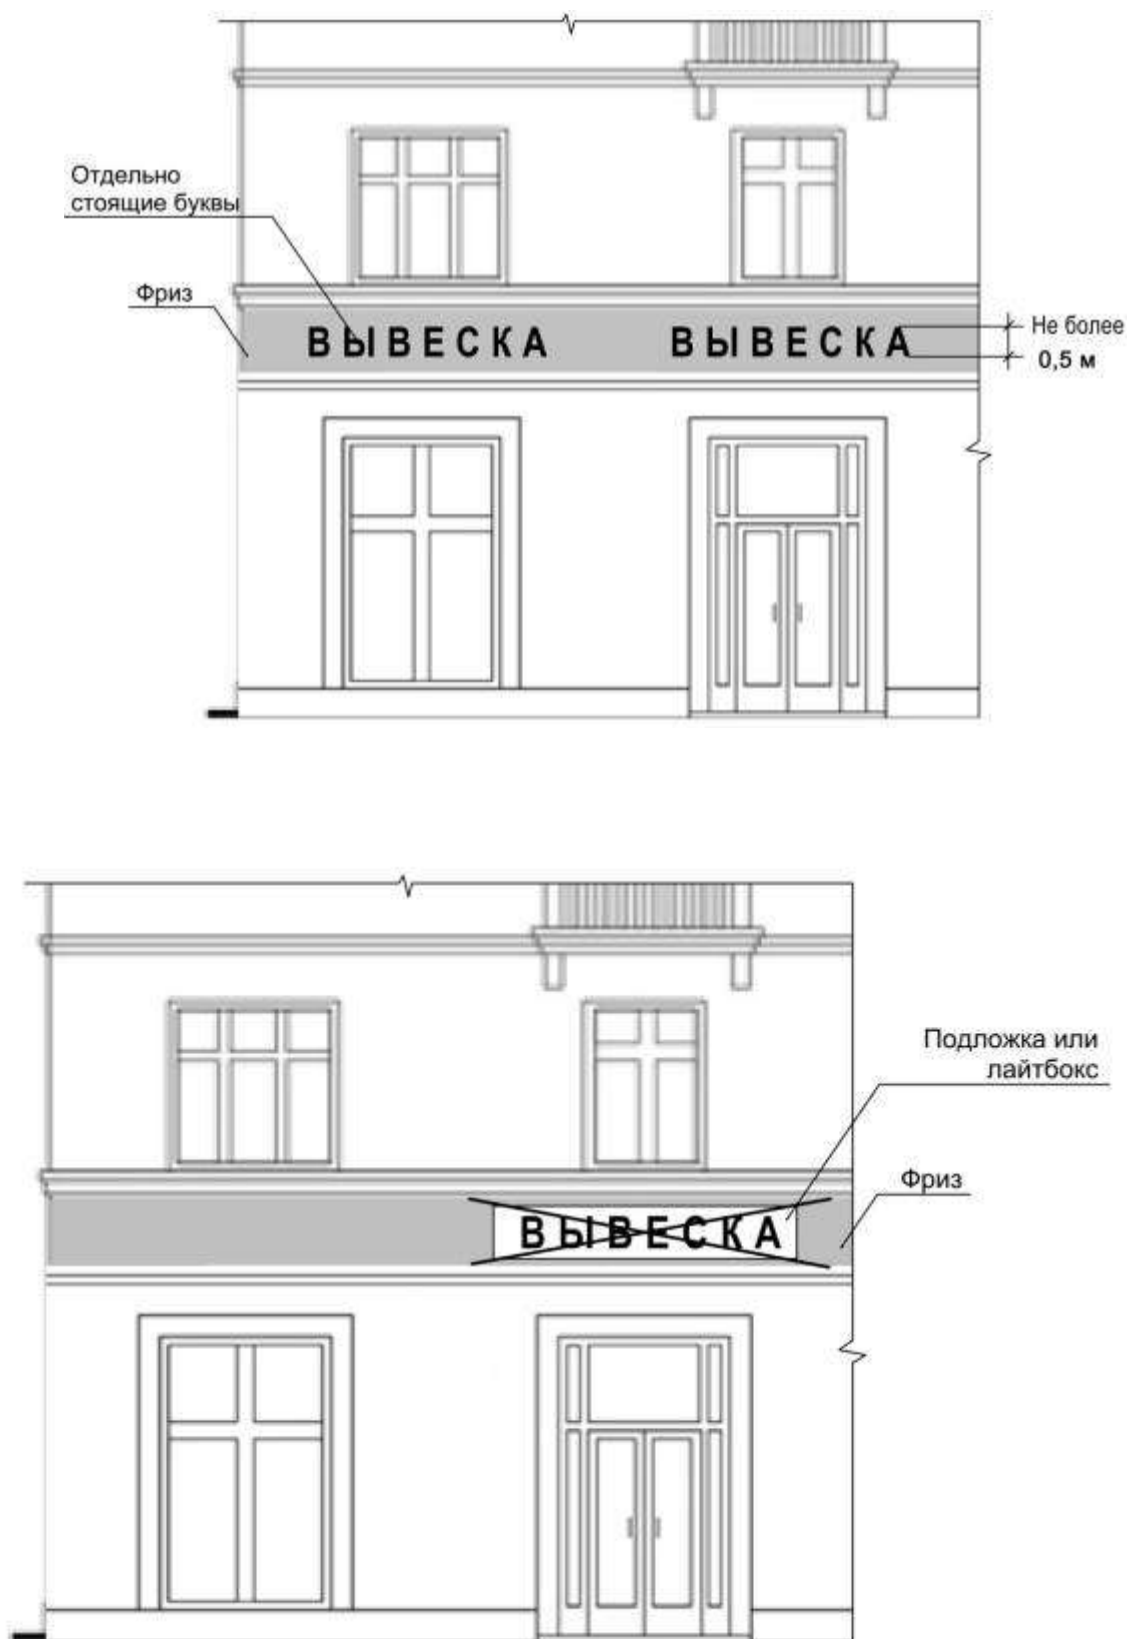 Отдельно
стоящие буквы
Фриз
ВЫВЕСКА ВЫВЕСКА
Не более
0,5 м
Подложка или
лайтбокс
Фриз
ВЫВЕСКА